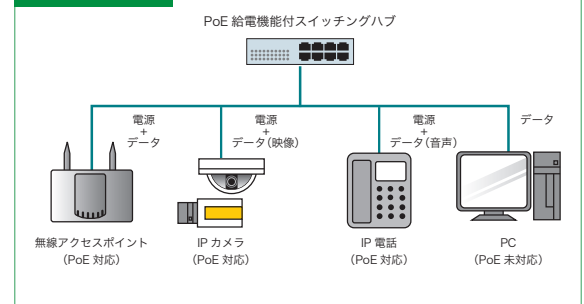 PoE 給電機能付スイッチングハブ
電源
+
データ
電源
+
データ(映像)
電源
+
データ(音声)
データ
無線アクセスポイント
(PoE 対応)
IP カメラ
(PoE 対応)
IP 電話
(PoE 対応)
PC
(PoE 未対応)